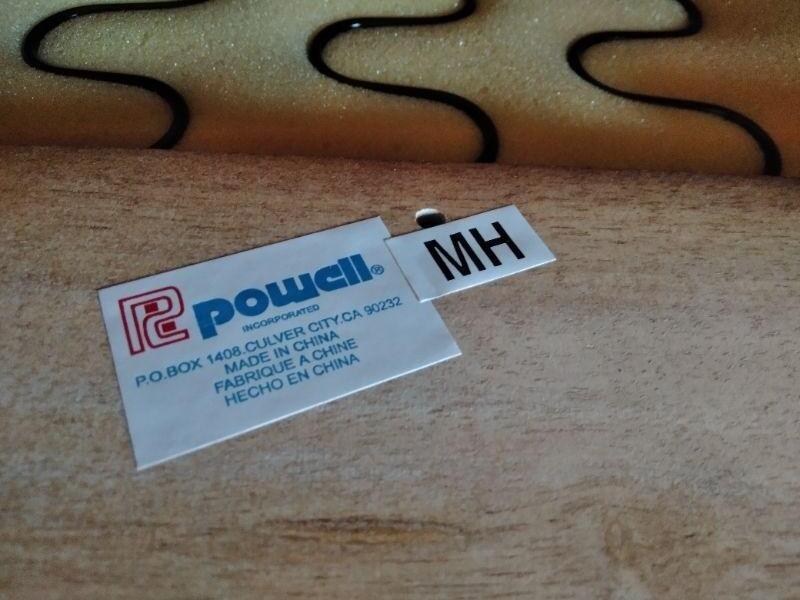 Powell®
INCORPORATED
P.O.BOX 1408.CULVER CITY.CA 90232
MADE IN CHINA
FABRIQUE A CHINE
HECHO EN CHINA
MH